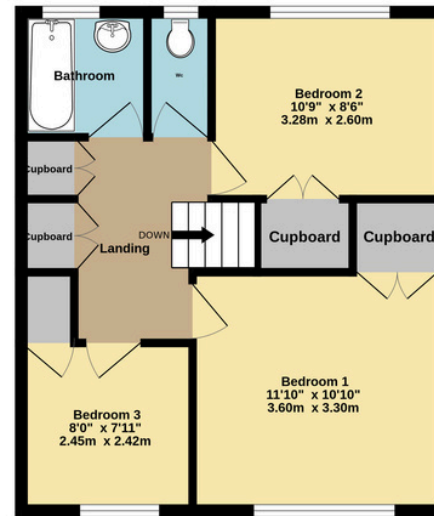 Bathroom
Wc
Bedroom 2
10'9" x 8'6"
3.28m x 2.60m
Cupboard
Cupboard
DOWN
Landing
Cupboard
Cupboard
Bedroom 1
11'10" x 10'10"
3.60m x 3.30m
Bedroom 3
8'0" x 7'11"
2.45m x 2.42m